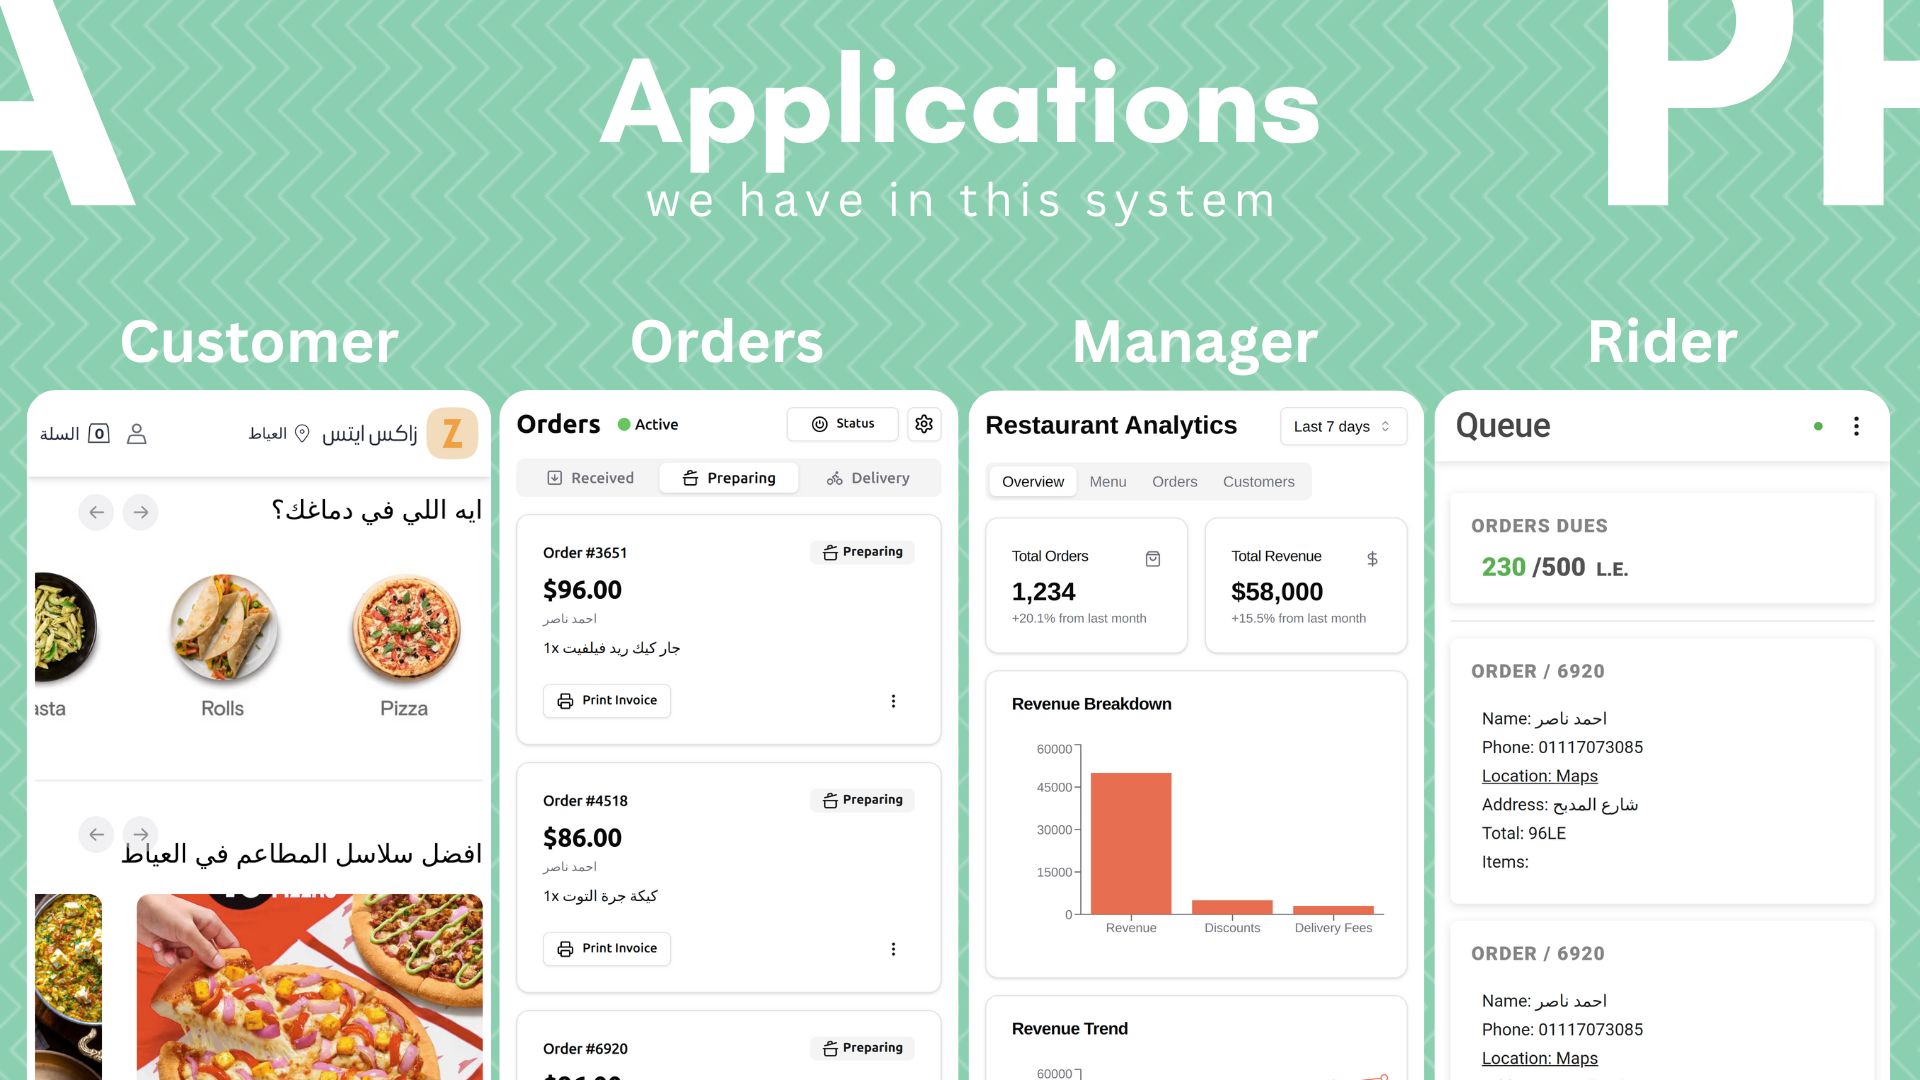 A
PH
Applications
we have in this system
Customer
Orders
Manager
Rider
Z
زاكس ايتس
العياط
0
السلة
ايه اللي في دماغك؟
asta
Rolls
Pizza
افضل سلاسل المطاعم في العياط
Orders
Active
Status
Received
Preparing
Delivery
Order #3651
Preparing
$96.00
احمد ناصر
1x جار كيك ريد فيلفيت
Print Invoice
Order #4518
Preparing
$86.00
احمد ناصر
1x كيكة جرة التوت
Print Invoice
Order #6920
Preparing
Restaurant Analytics
Last 7 days
Overview
Menu
Orders
Customers
Total Orders
1,234
+20.1% from last month
Total Revenue
$
$58,000
+15.5% from last month
Revenue Breakdown
60000
45000
30000
15000
0
Revenue
Discounts
Delivery Fees
Revenue Trend
60000
Queue
ORDERS DUES
230 /500 L.E.
ORDER / 6920
Name: احمد ناصر
Phone: 01117073085
Location: Maps
Address: شارع المدبح
Total: 96LE
Items:
ORDER / 6920
Name: احمد ناصر
Phone: 01117073085
Location: Maps